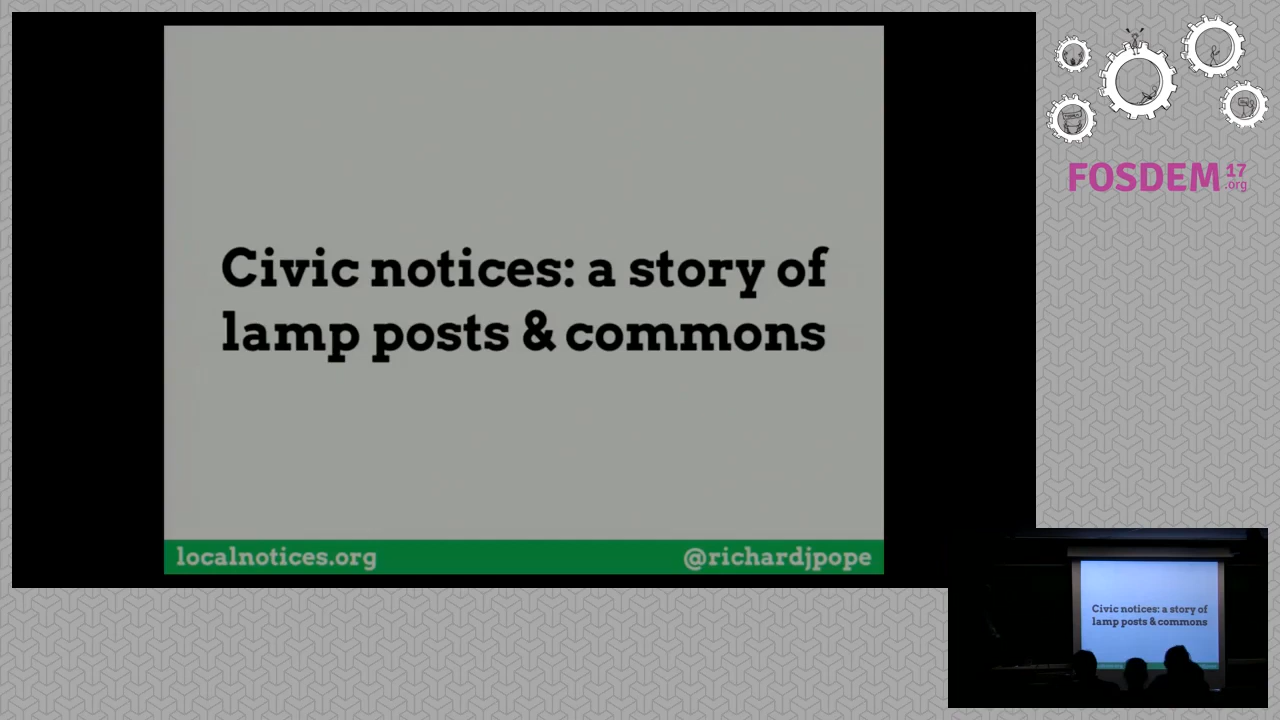 Civic notices: a story of
lamp posts & commons
localnotices.org
@richardjpope
FOSDEM 17
.org
Civic notices: a story of
lamp posts & commons